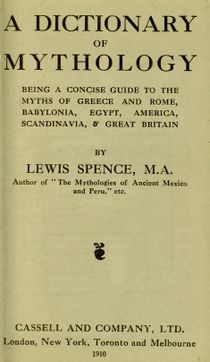 A DICTIONARY
OF
MYTHOLOGY
BEING A CONCISE GUIDE TO THE
MYTHS OF GREECE AND ROME,
BABYLONIA, EGYPT, AMERICA,
SCANDINAVIA, & GREAT BRITAIN
BY
LEWIS SPENCE, M.A.
Author of "The Mythologies of Ancient Mexico
and Peru," etc.
CASSELL AND COMPANY, LTD.
London, New York, Toronto and Melbourne
1910